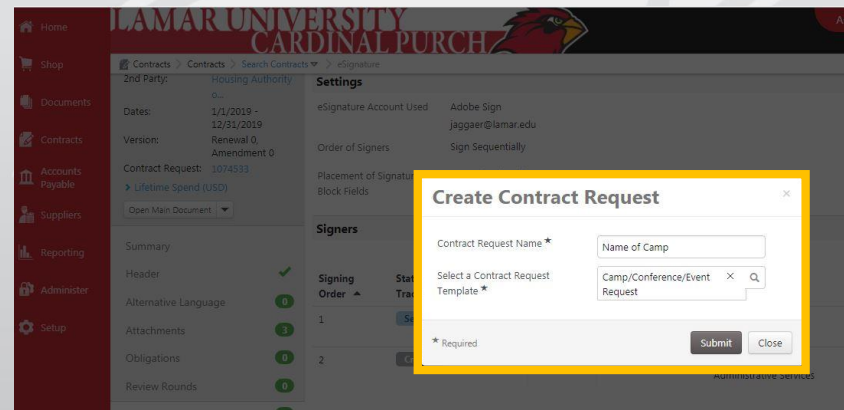 LAMAR UNIVERSITY
CARDINAL PURCH
Home
Shop
Documents
Contracts
Accounts
Payable
Suppliers
Reporting
Administer
Setup
Contracts > Contracts > Search Contracts > eSignature
2nd Party: Housing Authority
o...
Dates: 1/1/2019 -
12/31/2019
Version: Renewal 0,
Amendment 0
Contract Request: 1074533
Lifetime Spend (USD)
Open Main Document
Summary
Header
Alternative Language 0
Attachments 3
Obligations 0
Review Rounds 0
Settings
eSignature Account Used Adobe Sign
jaggaer@lamar.edu
Order of Signers Sign Sequentially
Placement of Signatu
Block Fields
Signers
Signing Stat
Order Trac
1 Se
2
Administrative Services
Create Contract Request ×
Contract Request Name ★ Name of Camp
Select a Contract Request Camp/Conference/Event ×
Template ★ Request
★ Required Submit Close